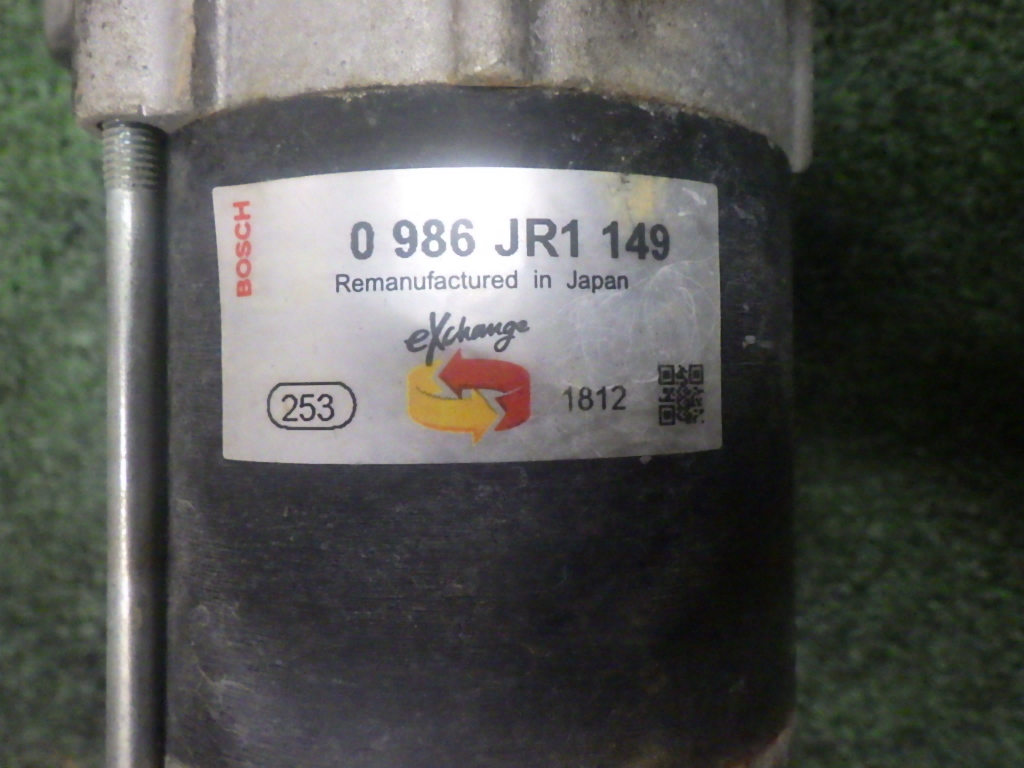 BOSCH
0 986 JR1 149
Remanufactured in Japan
eXchange
253
1812